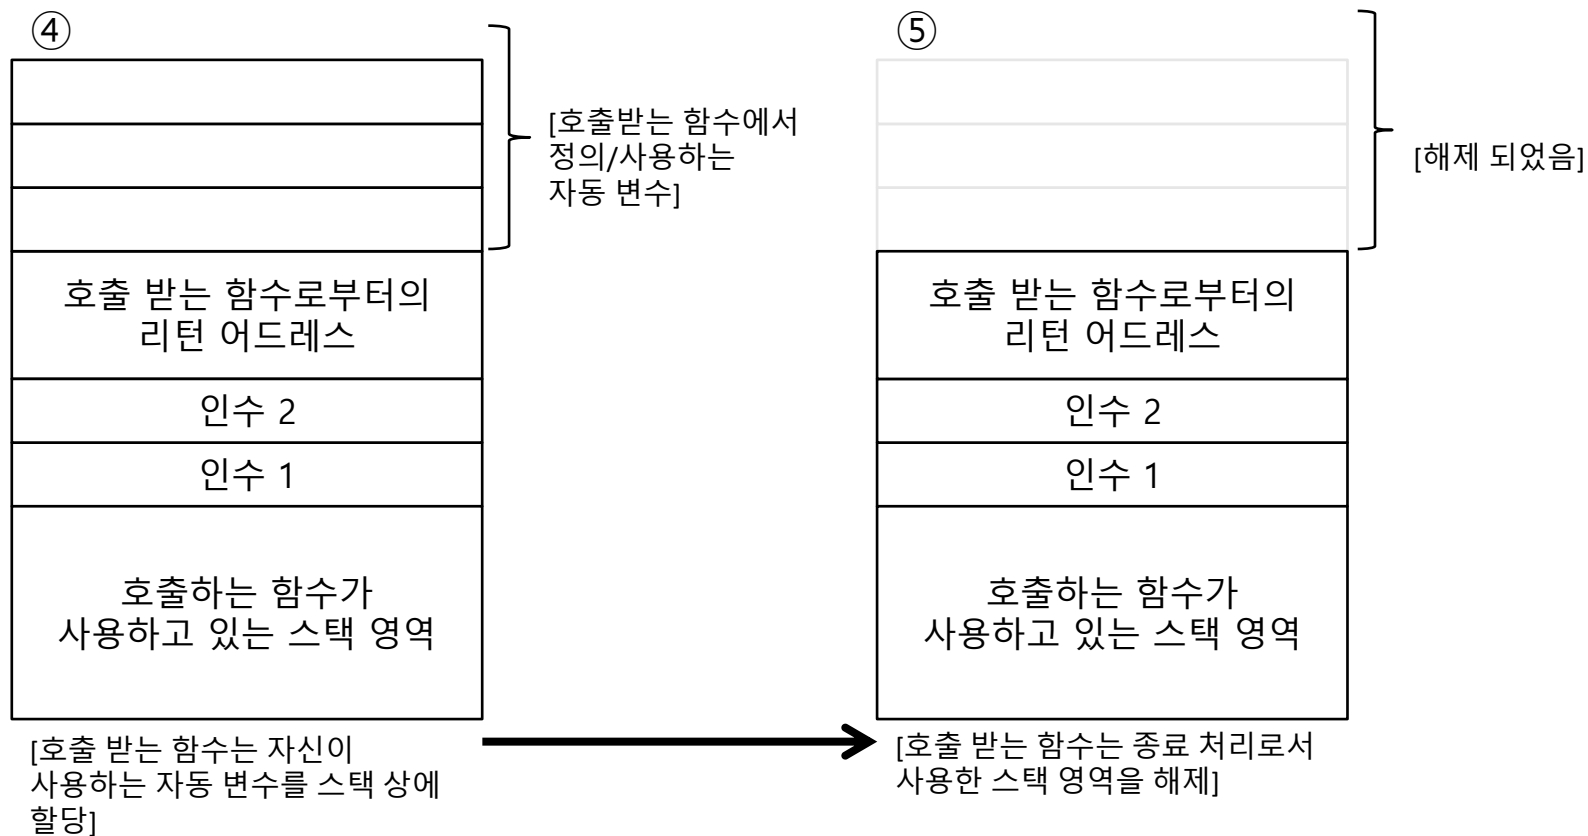 ④
[호출받는 함수에서
정의/사용하는
자동 변수]
호출 받는 함수로부터의
리턴 어드레스
인수 2
인수 1
호출하는 함수가
사용하고 있는 스택 영역
[호출 받는 함수는 자신이
사용하는 자동 변수를 스택 상에
할당]
⑤
[해제 되었음]
호출 받는 함수로부터의
리턴 어드레스
인수 2
인수 1
호출하는 함수가
사용하고 있는 스택 영역
[호출 받는 함수는 종료 처리로서
사용한 스택 영역을 해제]